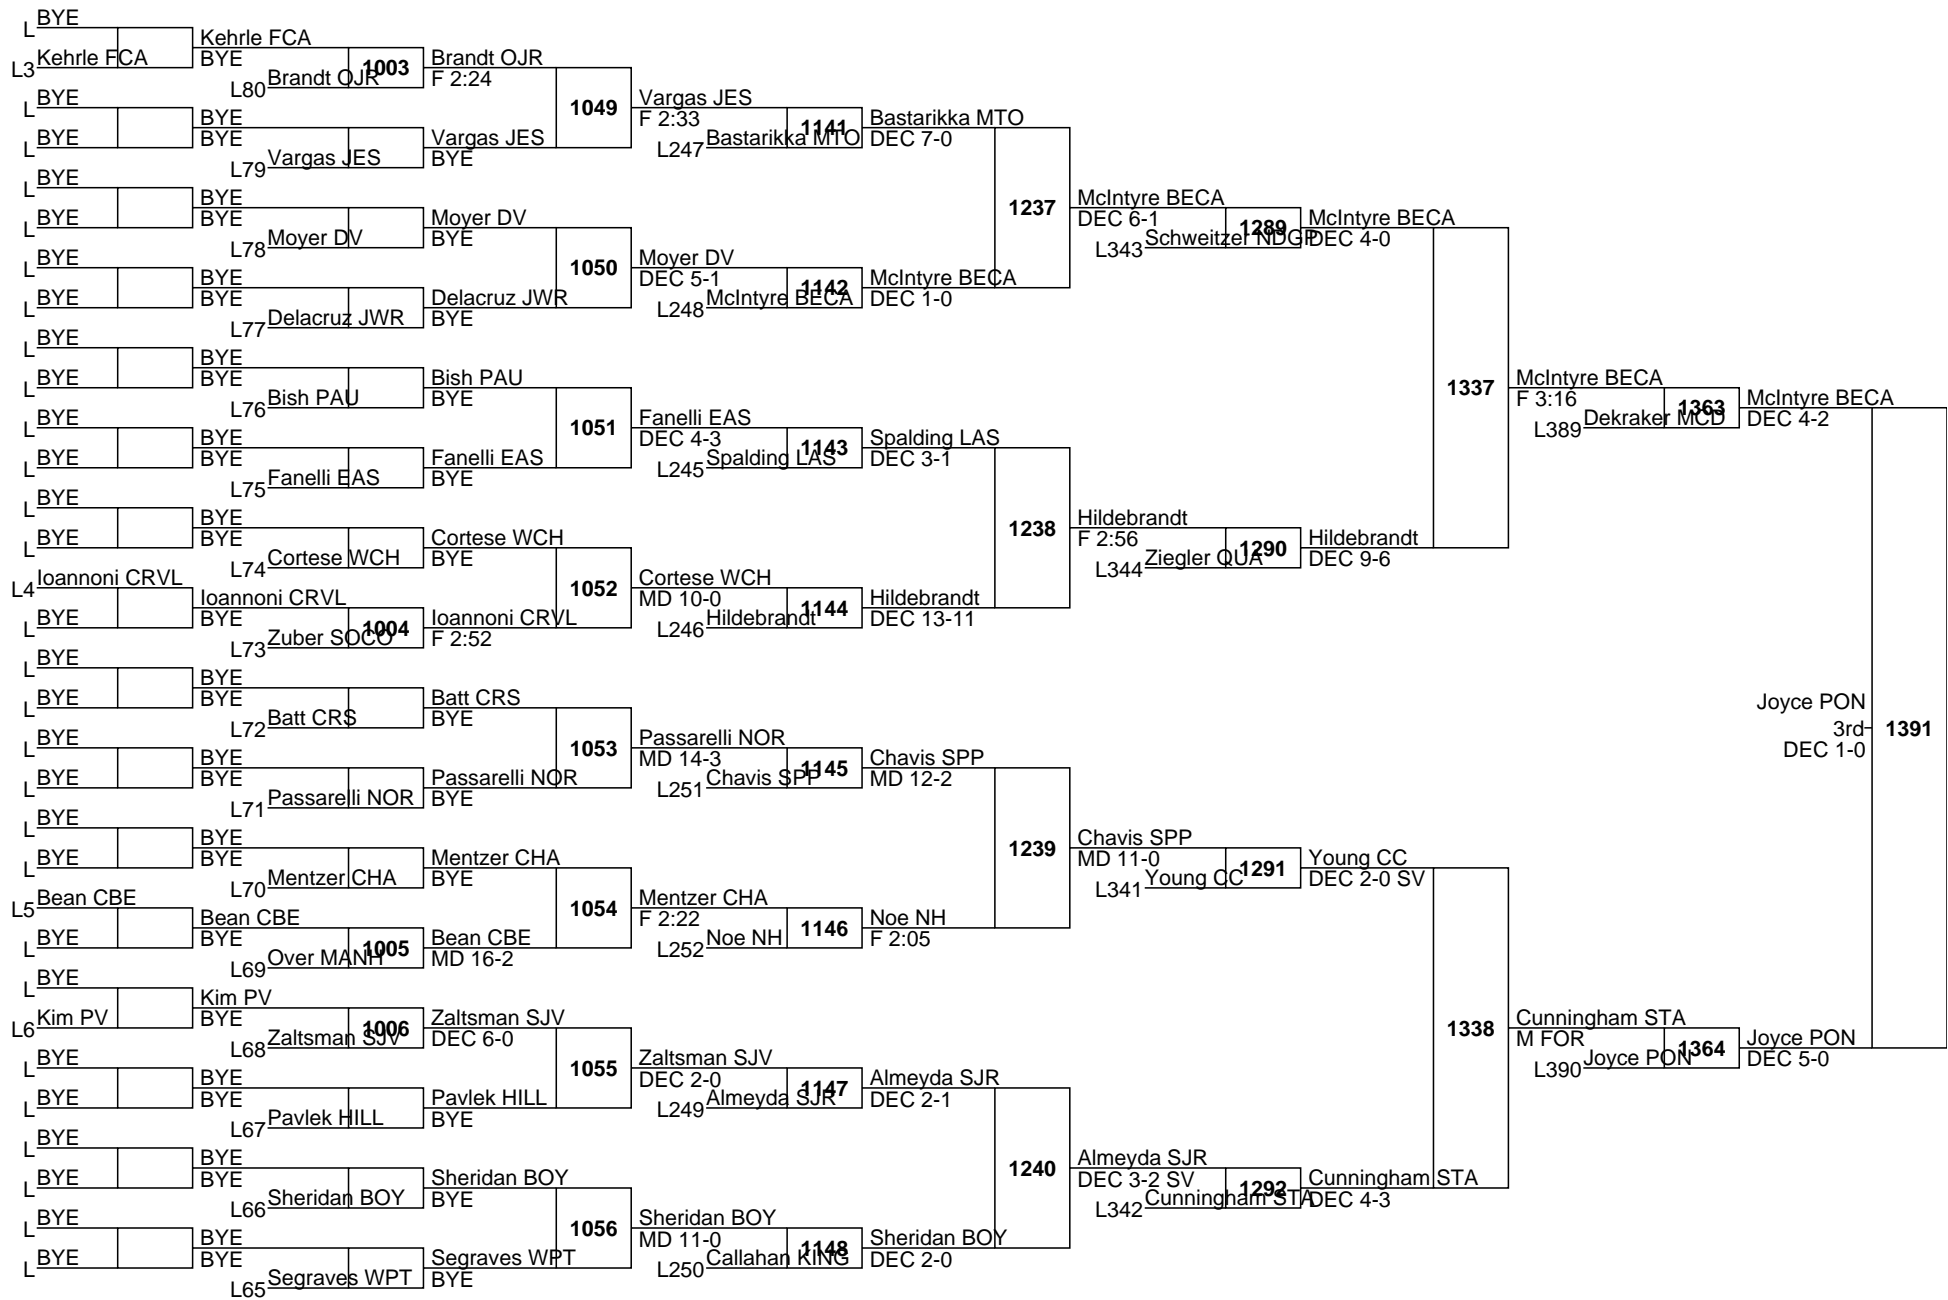 BYE
L
Kehrle FCA
L3
Kehrle FCA
BYE
Brandt OJR
L80
1003
Brandt OJR
F 2:24
BYE
L
BYE
L
BYE
BYE
Vargas JES
L79
Vargas JES
BYE
1049
Vargas JES
F 2:33
Bastarikka MTO
L247
1141
Bastarikka MTO
DEC 7-0
BYE
L
BYE
L
BYE
BYE
Moyer DV
L78
Moyer DV
BYE
BYE
L
BYE
L
BYE
BYE
Delacruz JWR
L77
Delacruz JWR
BYE
1050
Moyer DV
DEC 5-1
McIntyre BECA
L248
1142
McIntyre BECA
DEC 1-0
1237
McIntyre BECA
DEC 6-1
Schweitzer NDGP
L343
1289
McIntyre BECA
DEC 4-0
BYE
L
BYE
L
BYE
BYE
Bish PAU
L76
Bish PAU
BYE
BYE
L
BYE
L
BYE
BYE
Fanelli EAS
L75
Fanelli EAS
BYE
1051
Fanelli EAS
DEC 4-3
Spalding LAS
L245
1143
Spalding LAS
DEC 3-1
BYE
L
BYE
L
BYE
BYE
Cortese WCH
L74
Cortese WCH
BYE
Ioannoni CRVL
L4
BYE
L
Ioannoni CRVL
BYE
Zuber SOCO
L73
1004
Ioannoni CRVL
F 2:52
1052
Cortese WCH
MD 10-0
Hildebrandt
L246
1144
Hildebrandt
DEC 13-11
1238
Hildebrandt
F 2:56
Ziegler QUA
L344
1290
Hildebrandt
DEC 9-6
1337
McIntyre BECA
F 3:16
Dekraker MCD
L389
1363
McIntyre BECA
DEC 4-2
BYE
L
BYE
L
BYE
BYE
Batt CRS
L72
Batt CRS
BYE
BYE
L
BYE
L
BYE
BYE
Passarelli NOR
L71
Passarelli NOR
BYE
1053
Passarelli NOR
MD 14-3
Chavis SPP
L251
1145
Chavis SPP
MD 12-2
BYE
L
BYE
L
BYE
BYE
Mentzer CHA
L70
Mentzer CHA
BYE
Bean CBE
L5
BYE
L
Bean CBE
BYE
Over MANH
L69
1005
Bean CBE
MD 16-2
1054
Mentzer CHA
F 2:22
Noe NH
L252
1146
Noe NH
F 2:05
1239
Chavis SPP
MD 11-0
Young CC
L341
1291
Young CC
DEC 2-0 SV
BYE
L
Kim PV
L6
Kim PV
BYE
Zaltsman SJV
L68
1006
Zaltsman SJV
DEC 6-0
BYE
L
BYE
L
BYE
BYE
Pavlek HILL
L67
Pavlek HILL
BYE
1055
Zaltsman SJV
DEC 2-0
Almeyda SJR
L249
1147
Almeyda SJR
DEC 2-1
BYE
L
BYE
L
BYE
BYE
Sheridan BOY
L66
Sheridan BOY
BYE
BYE
L
BYE
L
BYE
BYE
Segraves WPT
L65
Segraves WPT
BYE
1056
Sheridan BOY
MD 11-0
Callahan KING
L250
1148
Sheridan BOY
DEC 2-0
1240
Almeyda SJR
DEC 3-2 SV
Cunningham STA
L342
1292
Cunningham STA
DEC 4-3
1338
Cunningham STA
M FOR
Joyce PON
L390
1364
Joyce PON
DEC 5-0
Joyce PON
3rd
DEC 1-0
1391